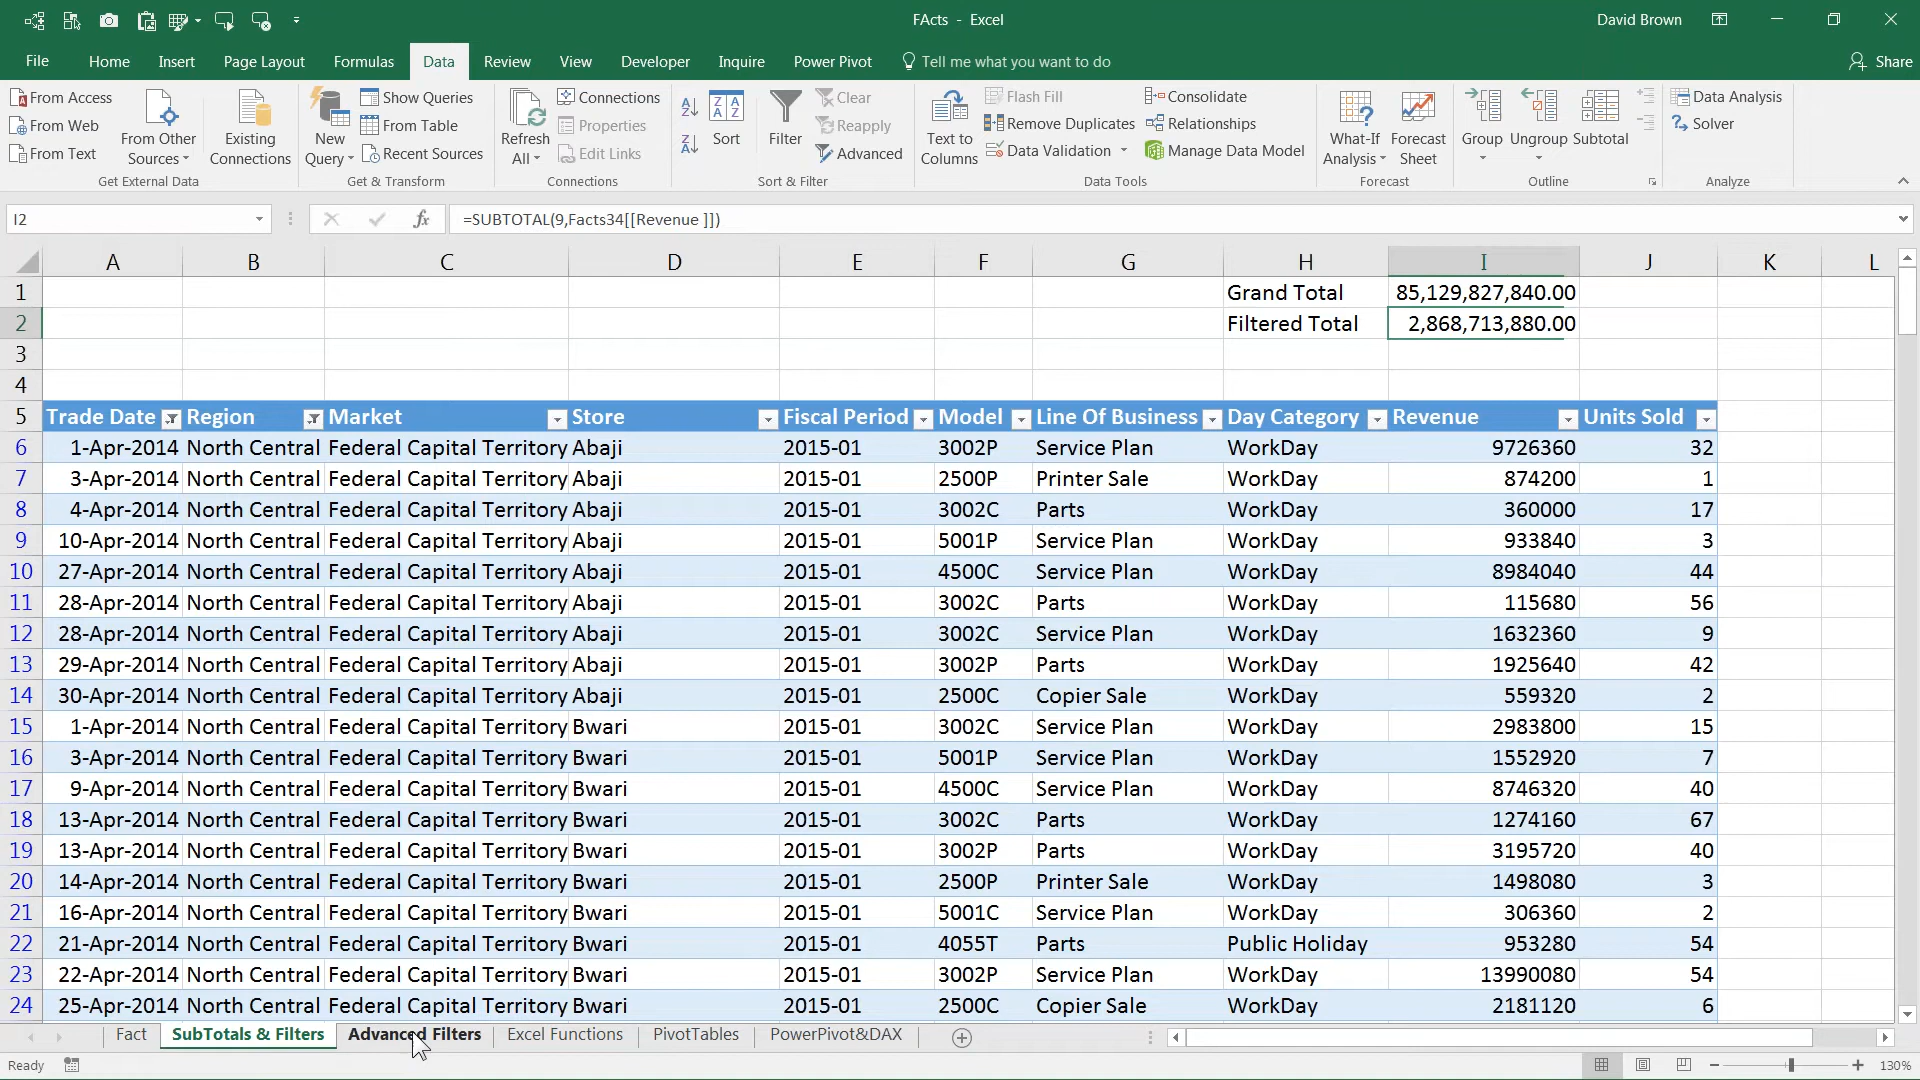 FActs - Excel
David Brown
File Home Insert Page Layout Formulas Data Review View Developer Inquire Power Pivot Tell me what you want to do Share
From Access
From Web
From Text
From Other Sources
Existing Connections
Get External Data
New Query
Show Queries
From Table
Recent Sources
Get & Transform
Refresh All
Connections
Properties
Edit Links
Connections
Sort
Filter
Clear
Reapply
Advanced
Sort & Filter
Text to Columns
Flash Fill
Remove Duplicates
Data Validation
Consolidate
Relationships
Manage Data Model
Data Tools
What-If Analysis
Forecast Sheet
Forecast
Group
Ungroup
Subtotal
Outline
Data Analysis
Solver
Analyze
I2 fx =SUBTOTAL(9,Facts34[[Revenue ]])
A B C D E F G H I J K L
1 Grand Total 85,129,827,840.00
2 Filtered Total 2,868,713,880.00
3
4
5 Trade Date Region Market Store Fiscal Period Model Line Of Business Day Category Revenue Units Sold
6 1-Apr-2014 North Central Federal Capital Territory Abaji 2015-01 3002P Service Plan WorkDay 9726360 32
7 3-Apr-2014 North Central Federal Capital Territory Abaji 2015-01 2500P Printer Sale WorkDay 874200 1
8 4-Apr-2014 North Central Federal Capital Territory Abaji 2015-01 3002C Parts WorkDay 360000 17
9 10-Apr-2014 North Central Federal Capital Territory Abaji 2015-01 5001P Service Plan WorkDay 933840 3
10 27-Apr-2014 North Central Federal Capital Territory Abaji 2015-01 4500C Service Plan WorkDay 8984040 44
11 28-Apr-2014 North Central Federal Capital Territory Abaji 2015-01 3002C Parts WorkDay 115680 56
12 28-Apr-2014 North Central Federal Capital Territory Abaji 2015-01 3002C Service Plan WorkDay 1632360 9
13 29-Apr-2014 North Central Federal Capital Territory Abaji 2015-01 3002P Parts WorkDay 1925640 42
14 30-Apr-2014 North Central Federal Capital Territory Abaji 2015-01 2500C Copier Sale WorkDay 559320 2
15 1-Apr-2014 North Central Federal Capital Territory Bwari 2015-01 3002C Service Plan WorkDay 2983800 15
16 3-Apr-2014 North Central Federal Capital Territory Bwari 2015-01 5001P Service Plan WorkDay 1552920 7
17 9-Apr-2014 North Central Federal Capital Territory Bwari 2015-01 4500C Service Plan WorkDay 8746320 40
18 13-Apr-2014 North Central Federal Capital Territory Bwari 2015-01 3002C Parts WorkDay 1274160 67
19 13-Apr-2014 North Central Federal Capital Territory Bwari 2015-01 3002P Parts WorkDay 3195720 40
20 14-Apr-2014 North Central Federal Capital Territory Bwari 2015-01 2500P Printer Sale WorkDay 1498080 3
21 16-Apr-2014 North Central Federal Capital Territory Bwari 2015-01 5001C Service Plan WorkDay 306360 2
22 21-Apr-2014 North Central Federal Capital Territory Bwari 2015-01 4055T Parts Public Holiday 953280 54
23 22-Apr-2014 North Central Federal Capital Territory Bwari 2015-01 3002P Service Plan WorkDay 13990080 54
24 25-Apr-2014 North Central Federal Capital Territory Bwari 2015-01 2500C Copier Sale WorkDay 2181120 6
Fact SubTotals & Filters Advanced Filters Excel Functions PivotTables PowerPivot&DAX
Ready 130%